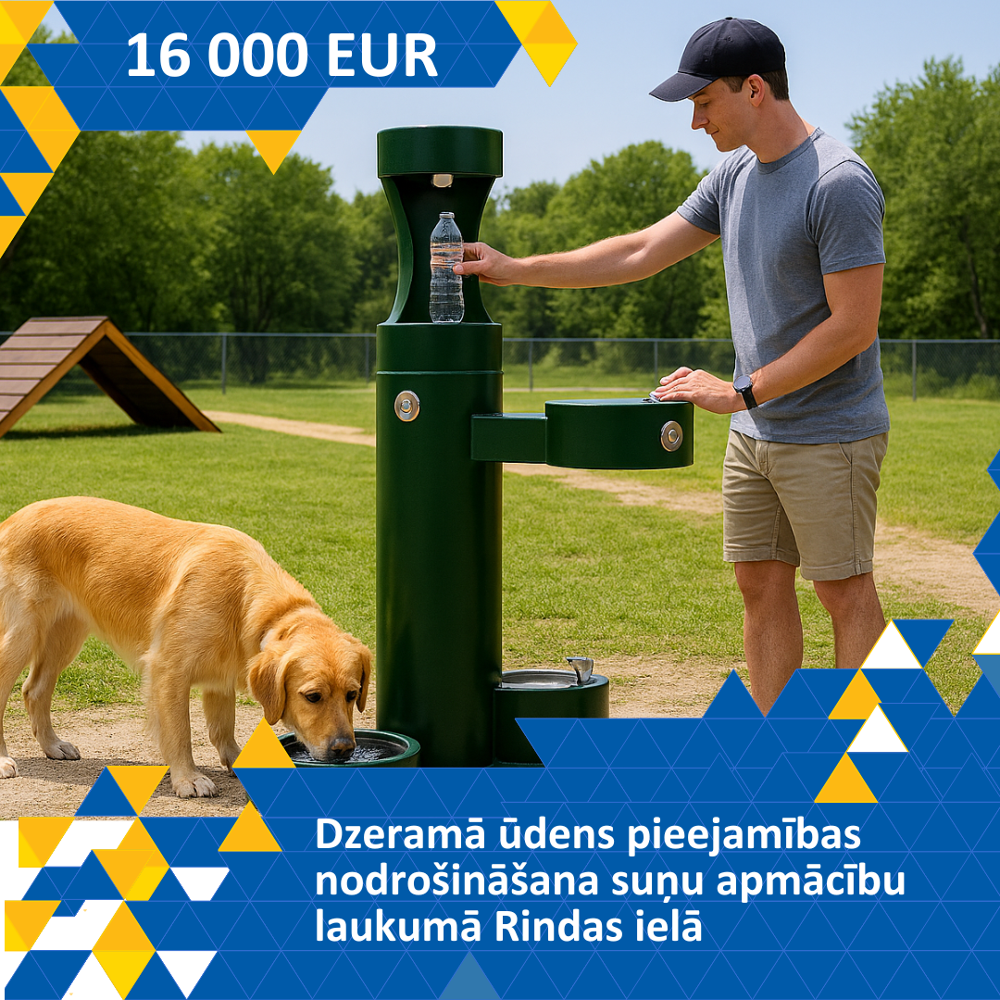 16 000 EUR
Dzeramā ūdens pieejamības
nodrošināšana suņu apmācību
laukumā Rindas ielā